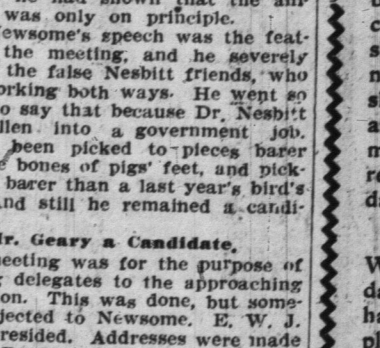 was only on principle.
ewsome's speech was the feat-
the meeting, and he severely
the false Nesbitt friends, who
orking both ways. He went so
o say that because Dr. Nesbitt
llen into a government job.
been picked to pieces barer
bones of pigs' feet, and pick-
barer than a last year's bird's
nd still he remained a candi-
r. Geary a Candidate.
eeting was for the purpose of
delegates to the approaching
on. This was done, but some-
jected to Newsome. E. W. J.
resided. Addresses were made